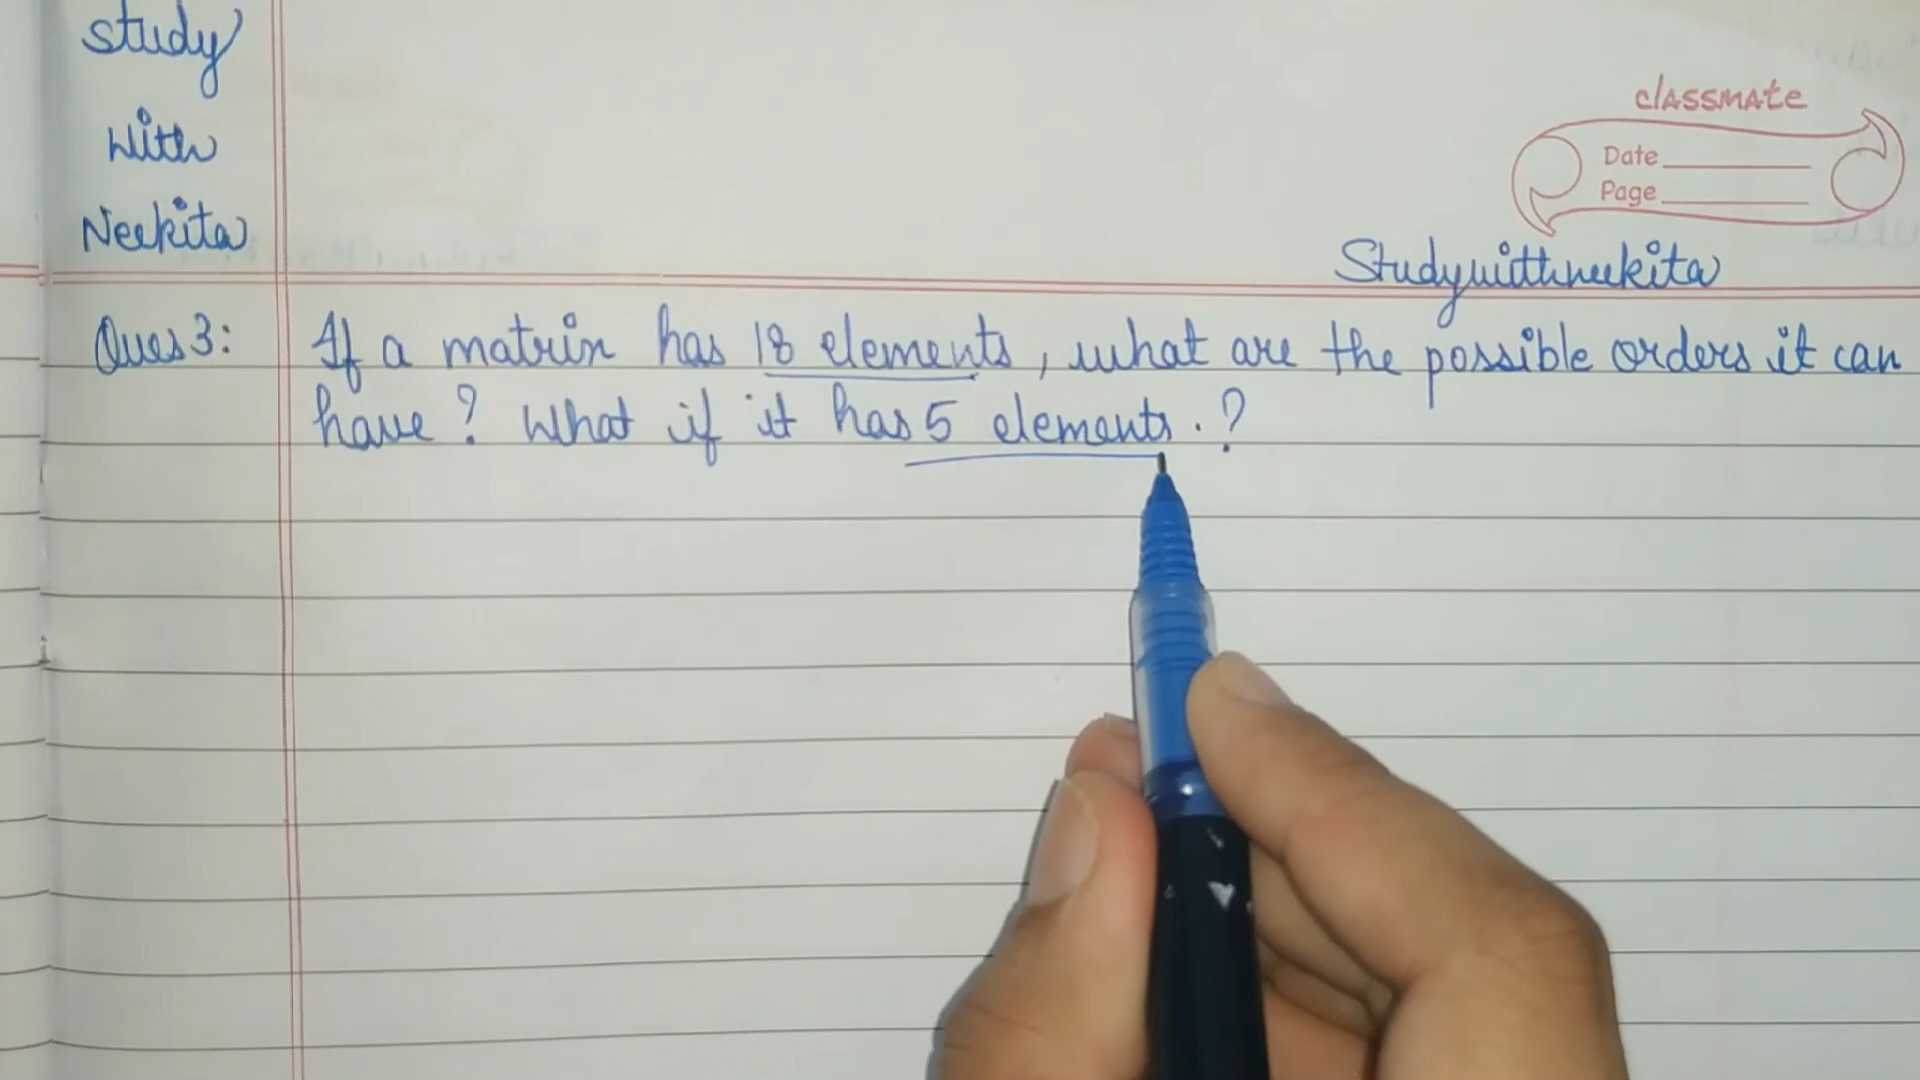 study
with
Neekita
classmate
Date
Page
Studywithneekita
Ques 3: If a matrix has 18 elements, what are the possible orders it can
have? What if it has 5 elements.?